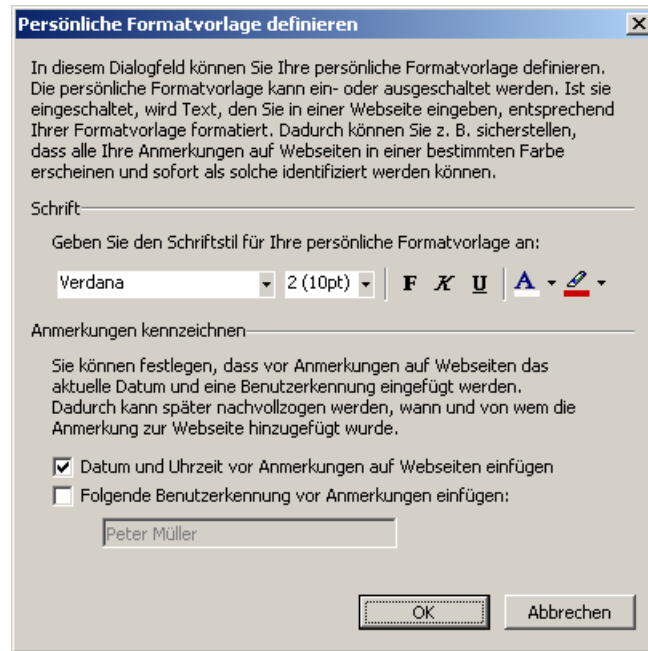 Persönliche Formatvorlage definieren
In diesem Dialogfeld können Sie Ihre persönliche Formatvorlage definieren.
Die persönliche Formatvorlage kann ein- oder ausgeschaltet werden. Ist sie
eingeschaltet, wird Text, den Sie in einer Webseite eingeben, entsprechend
Ihrer Formatvorlage formatiert. Dadurch können Sie z. B. sicherstellen,
dass alle Ihre Anmerkungen auf Webseiten in einer bestimmten Farbe
erscheinen und sofort als solche identifiziert werden können.
Schrift
Geben Sie den Schriftstil für Ihre persönliche Formatvorlage an:
Verdana 2 (10pt) F K U A
Anmerkungen kennzeichnen
Sie können festlegen, dass vor Anmerkungen auf Webseiten das
aktuelle Datum und eine Benutzerkennung eingefügt werden.
Dadurch kann später nachvollzogen werden, wann und von wem die
Anmerkung zur Webseite hinzugefügt wurde.
Datum und Uhrzeit vor Anmerkungen auf Webseiten einfügen
Folgende Benutzerkennung vor Anmerkungen einfügen:
Peter Müller
OK Abbrechen